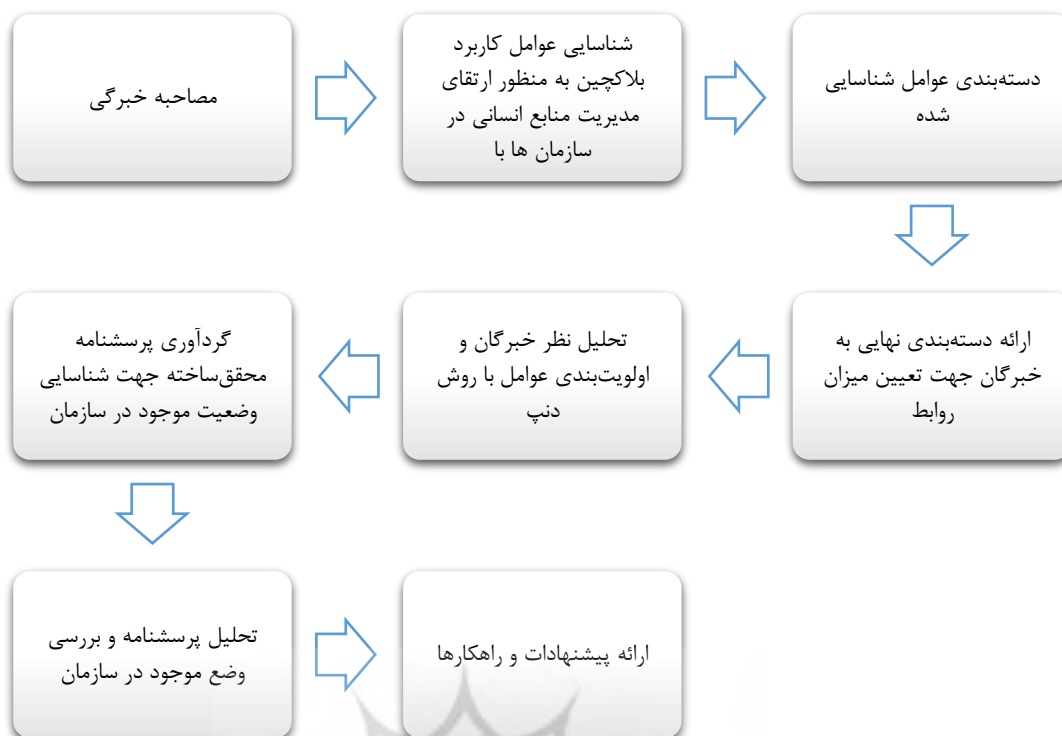 مصاحبه خبرگی
شناسایی عوامل کاربرد
بلاکچین به منظور ارتقای
مدیریت منابع انسانی در
سازمان ها با
دسته‌بندی عوامل شناسایی
شده
ارائه دسته‌بندی نهایی به
خبرگان جهت تعیین میزان
روابط
تحلیل نظر خبرگان و
اولویت‌بندی عوامل با روش
دنپ
گردآوری پرسشنامه
محقق‌ساخته جهت شناسایی
وضعیت موجود در سازمان
تحلیل پرسشنامه و بررسی
وضع موجود در سازمان
ارائه پیشنهادات و راهکارها